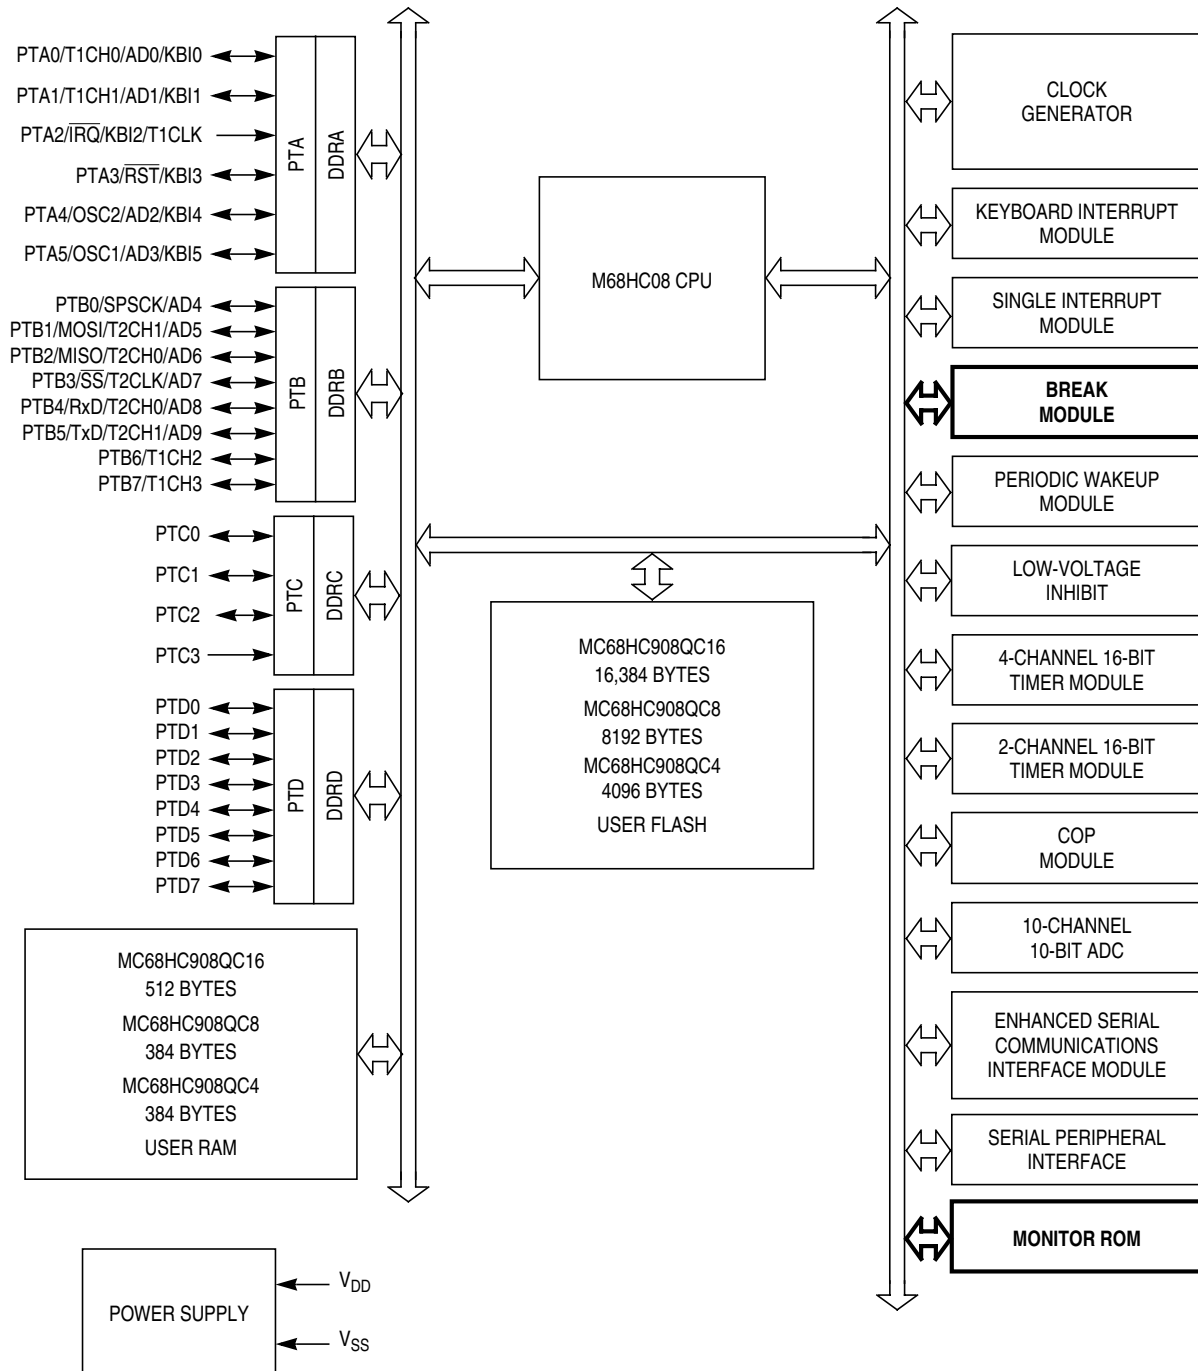 PTA0/T1CH0/AD0/KBI0
PTA1/T1CH1/AD1/KBI1
PTA2/I̅R̅Q̅/KBI2/T1CLK
PTA3/R̅S̅T̅/KBI3
PTA4/OSC2/AD2/KBI4
PTA5/OSC1/AD3/KBI5
PTA
DDRA
PTB0/SPSCK/AD4
PTB1/MOSI/T2CH1/AD5
PTB2/MISO/T2CH0/AD6
PTB3/S̅S̅/T2CLK/AD7
PTB4/RxD/T2CH0/AD8
PTB5/TxD/T2CH1/AD9
PTB6/T1CH2
PTB7/T1CH3
PTB
DDRB
PTC0
PTC1
PTC2
PTC3
PTC
DDRC
PTD0
PTD1
PTD2
PTD3
PTD4
PTD5
PTD6
PTD7
PTD
DDRD
MC68HC908QC16
512 BYTES
MC68HC908QC8
384 BYTES
MC68HC908QC4
384 BYTES
USER RAM
POWER SUPPLY
VDD
VSS
M68HC08 CPU
MC68HC908QC16
16,384 BYTES
MC68HC908QC8
8192 BYTES
MC68HC908QC4
4096 BYTES
USER FLASH
CLOCK
GENERATOR
KEYBOARD INTERRUPT
MODULE
SINGLE INTERRUPT
MODULE
BREAK
MODULE
PERIODIC WAKEUP
MODULE
LOW-VOLTAGE
INHIBIT
4-CHANNEL 16-BIT
TIMER MODULE
2-CHANNEL 16-BIT
TIMER MODULE
COP
MODULE
10-CHANNEL
10-BIT ADC
ENHANCED SERIAL
COMMUNICATIONS
INTERFACE MODULE
SERIAL PERIPHERAL
INTERFACE
MONITOR ROM